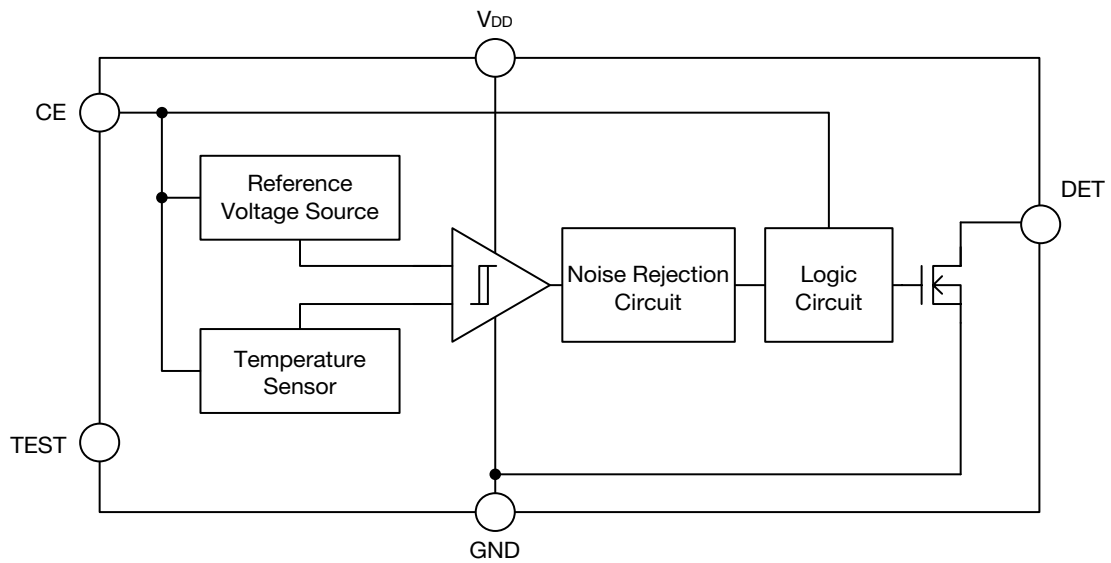 VDD
CE
Reference
Voltage Source
DET
Noise Rejection
Circuit
Logic
Circuit
Temperature
Sensor
TEST
GND